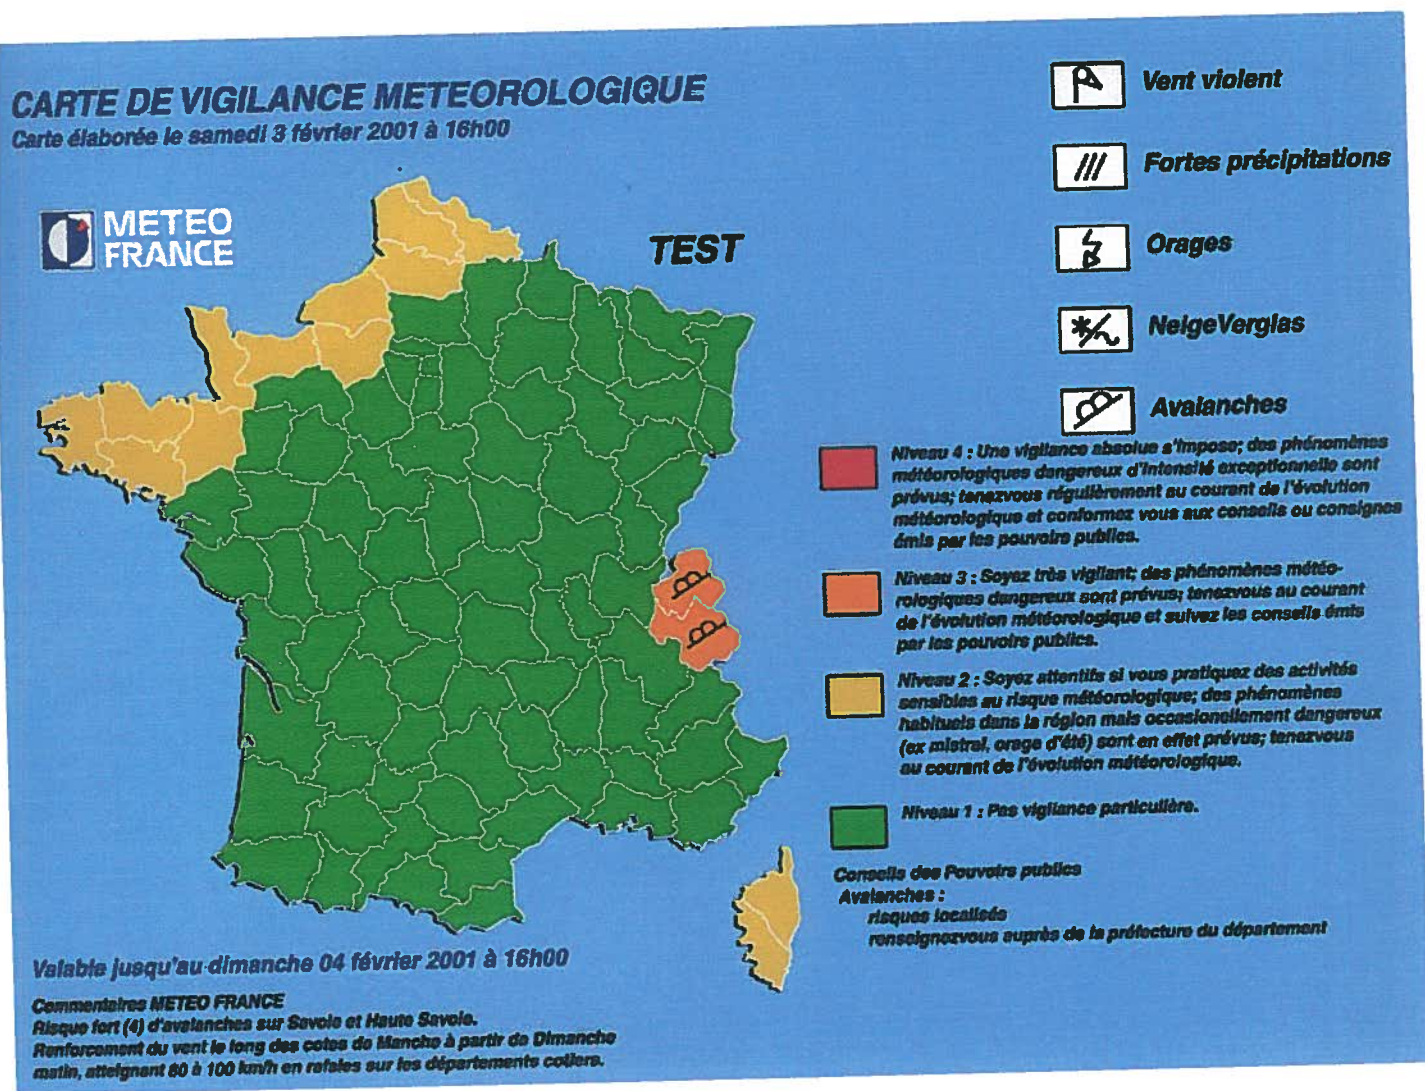 CARTE DE VIGILANCE METEOROLOGIQUE
Carte élaborée le samedi 3 février 2001 à 16h00
METEO
FRANCE
TEST
Vent violent
Fortes précipitations
Orages
NeigeVerglas
Avalanches
Niveau 4 : Une vigilance absolue s'impose; des phénomènes
météorologiques dangereux d'intensité exceptionnelle sont
prévus; tenezvous régulièrement au courant de l'évolution
météorologique et conformez vous aux conseils ou consignes
émis par les pouvoirs publics.
Niveau 3 : Soyez très vigilant; des phénomènes météo-
rologiques dangereux sont prévus; tenezvous au courant
de l'évolution météorologique et suivez les conseils émis
par les pouvoirs publics.
Niveau 2 : Soyez attentifs si vous pratiquez des activités
sensibles au risque météorologique; des phénomènes
habituels dans la région mais occasionellement dangereux
(ex mistral, orage d'été) sont en effet prévus; tenezvous
au courant de l'évolution météorologique.
Niveau 1 : Pas vigilance particulière.
Conseils des Pouvoirs publics
Avalanches :
risques localisés
renseignezvous auprès de la préfecture du département
Valable jusqu'au dimanche 04 février 2001 à 16h00
Commentaires METEO FRANCE
Risque fort (4) d'avalanches sur Savoie et Haute Savoie.
Renforcement du vent le long des cotes de Manche à partir de Dimanche
matin, atteignant 80 à 100 km/h en rafales sur les départements cotiers.